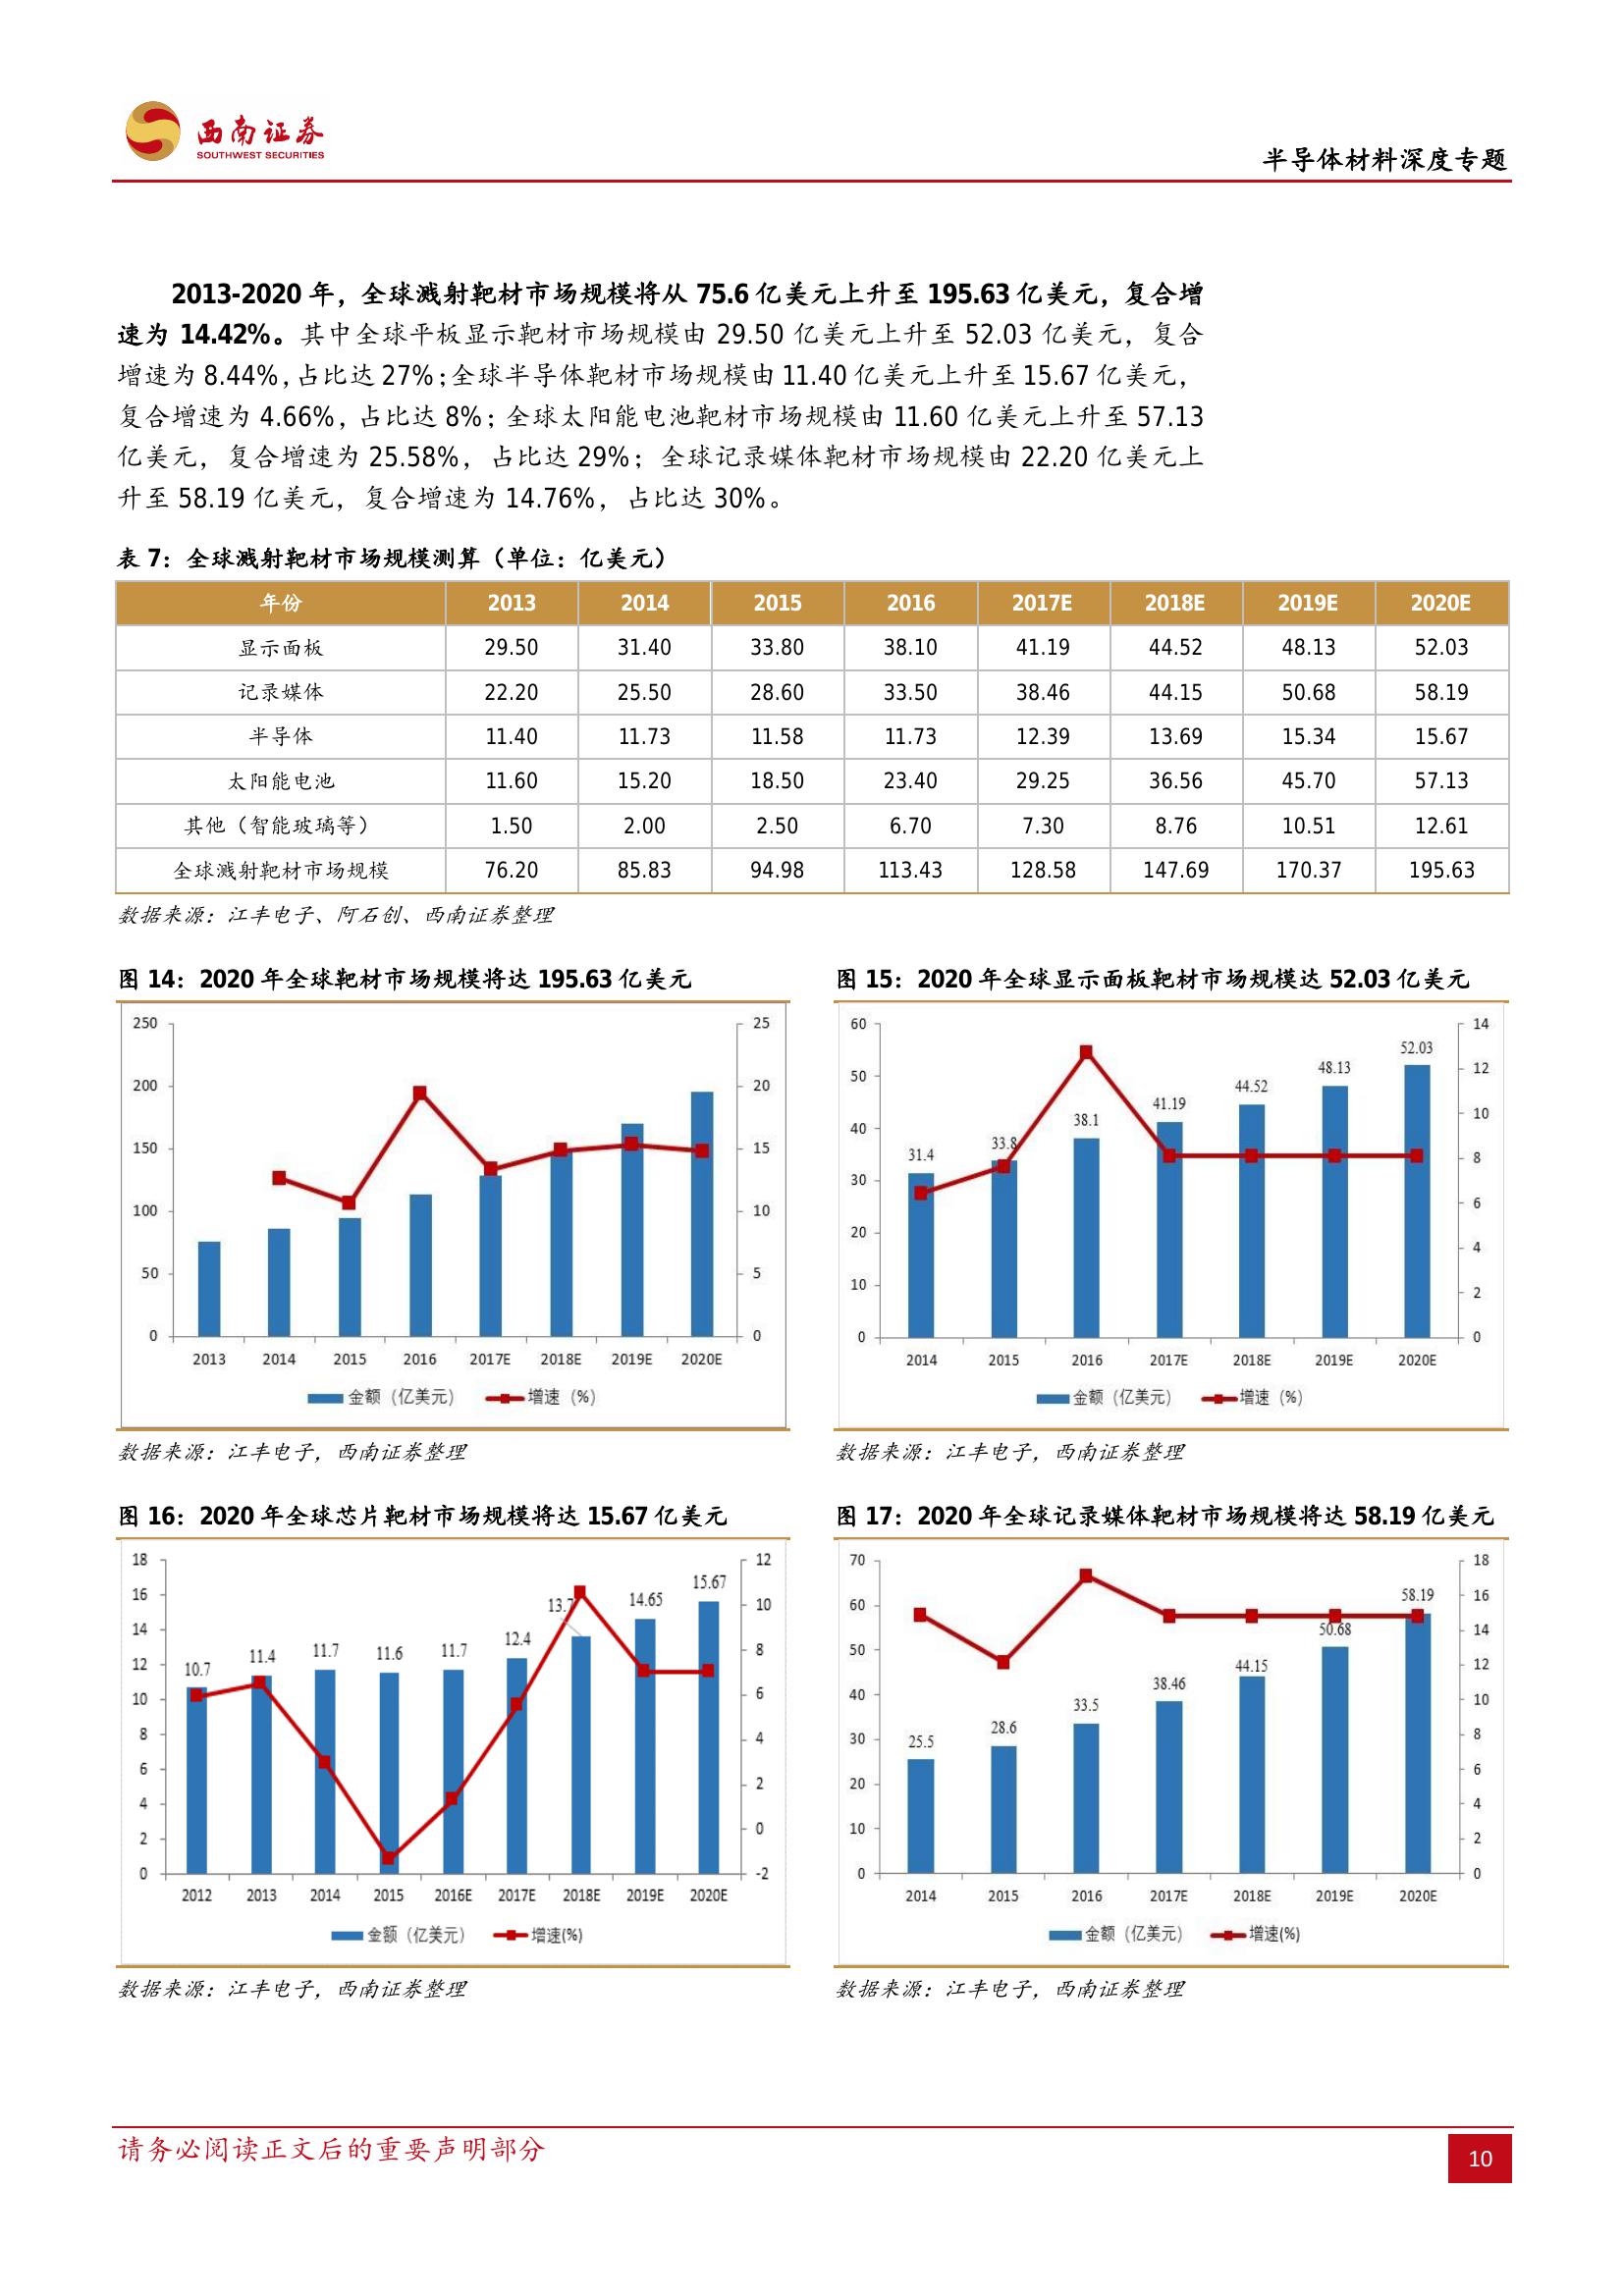 西南证券
SOUTHWEST SECURITIES
半导体材料深度专题
2013-2020 年，全球溅射靶材市场规模将从 75.6 亿美元上升至 195.63 亿美元，复合增
速为 14.42%。其中全球平板显示靶材市场规模由 29.50 亿美元上升至 52.03 亿美元，复合
增速为 8.44%，占比达 27%；全球半导体靶材市场规模由 11.40 亿美元上升至 15.67 亿美元，
复合增速为 4.66%，占比达 8%；全球太阳能电池靶材市场规模由 11.60 亿美元上升至 57.13
亿美元，复合增速为 25.58%，占比达 29%；全球记录媒体靶材市场规模由 22.20 亿美元上
升至 58.19 亿美元，复合增速为 14.76%，占比达 30%。
表 7：全球溅射靶材市场规模测算（单位：亿美元）
年份 2013 2014 2015 2016 2017E 2018E 2019E 2020E
显示面板 29.50 31.40 33.80 38.10 41.19 44.52 48.13 52.03
记录媒体 22.20 25.50 28.60 33.50 38.46 44.15 50.68 58.19
半导体 11.40 11.73 11.58 11.73 12.39 13.69 15.34 15.67
太阳能电池 11.60 15.20 18.50 23.40 29.25 36.56 45.70 57.13
其他（智能玻璃等） 1.50 2.00 2.50 6.70 7.30 8.76 10.51 12.61
全球溅射靶材市场规模 76.20 85.83 94.98 113.43 128.58 147.69 170.37 195.63
数据来源：江丰电子、阿石创、西南证券整理
图 14：2020 年全球靶材市场规模将达 195.63 亿美元
250 25
200 20
150 15
100 10
50 5
0 0
2013 2014 2015 2016 2017E 2018E 2019E 2020E
金额（亿美元） 增速（%）
数据来源：江丰电子，西南证券整理
图 15：2020 年全球显示面板靶材市场规模达 52.03 亿美元
60 14
50 12
40 10
30 8
20 6
10 4
0 2
0
31.4 33.8 38.1 41.19 44.52 48.13 52.03
2014 2015 2016 2017E 2018E 2019E 2020E
金额（亿美元） 增速（%）
数据来源：江丰电子，西南证券整理
图 16：2020 年全球芯片靶材市场规模将达 15.67 亿美元
18 12
16 10
14 8
12 6
10 4
8 2
6 0
4 -2
2
0
10.7 11.4 11.7 11.6 11.7 12.4 13.7 14.65 15.67
2012 2013 2014 2015 2016E 2017E 2018E 2019E 2020E
金额（亿美元） 增速(%)
数据来源：江丰电子，西南证券整理
图 17：2020 年全球记录媒体靶材市场规模将达 58.19 亿美元
70 18
60 16
50 14
40 12
30 10
20 8
10 6
0 4
2
0
25.5 28.6 33.5 38.46 44.15 50.68 58.19
2014 2015 2016 2017E 2018E 2019E 2020E
金额（亿美元） 增速(%)
数据来源：江丰电子，西南证券整理
请务必阅读正文后的重要声明部分
10